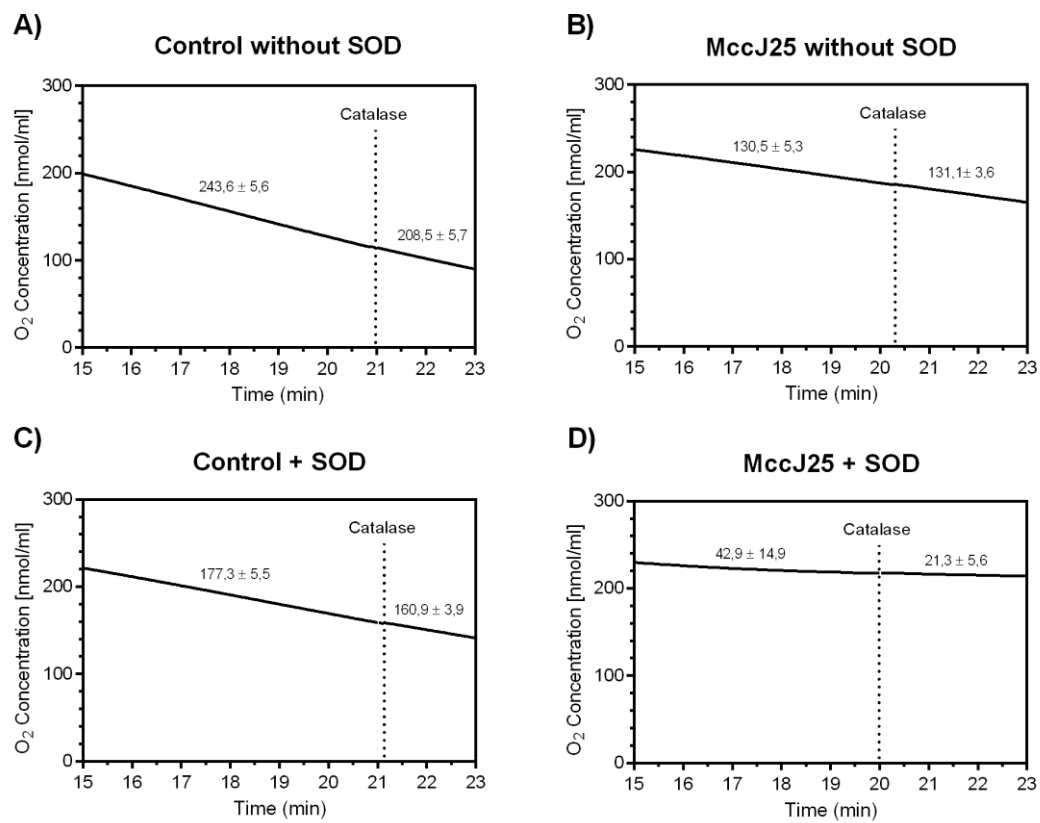 A)
Control without SOD
O₂ Concentration [nmol/ml]
300
200
100
0
Catalase
243,6 ± 5,6
208,5 ± 5,7
15 16 17 18 19 20 21 22 23
Time (min)
B)
MccJ25 without SOD
O₂ Concentration [nmol/ml]
300
200
100
0
Catalase
130,5 ± 5,3
131,1± 3,6
15 16 17 18 19 20 21 22 23
Time (min)
C)
Control + SOD
O₂ Concentration [nmol/ml]
300
200
100
0
Catalase
177,3 ± 5,5
160,9 ± 3,9
15 16 17 18 19 20 21 22 23
Time (min)
D)
MccJ25 + SOD
O₂ Concentration [nmol/ml]
300
200
100
0
Catalase
42,9 ± 14,9
21,3 ± 5,6
15 16 17 18 19 20 21 22 23
Time (min)